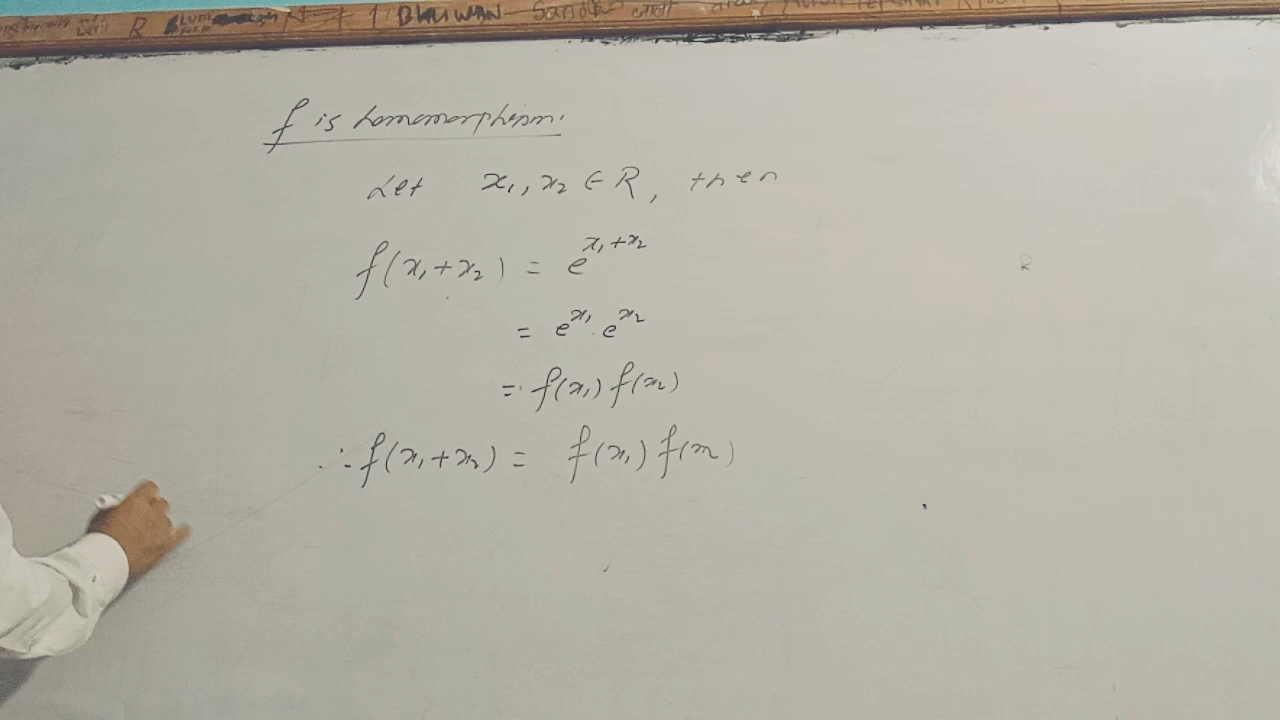 R
f is homomorphism.
Let x₁, x₂ ∈ R, then
f(x₁+x₂) = e^{x₁+x₂}
= e^{x₁}. e^{x₂}
= f(x₁) f(x₂)
∴ f(x₁+x₂) = f(x₁) f(x₂)
R